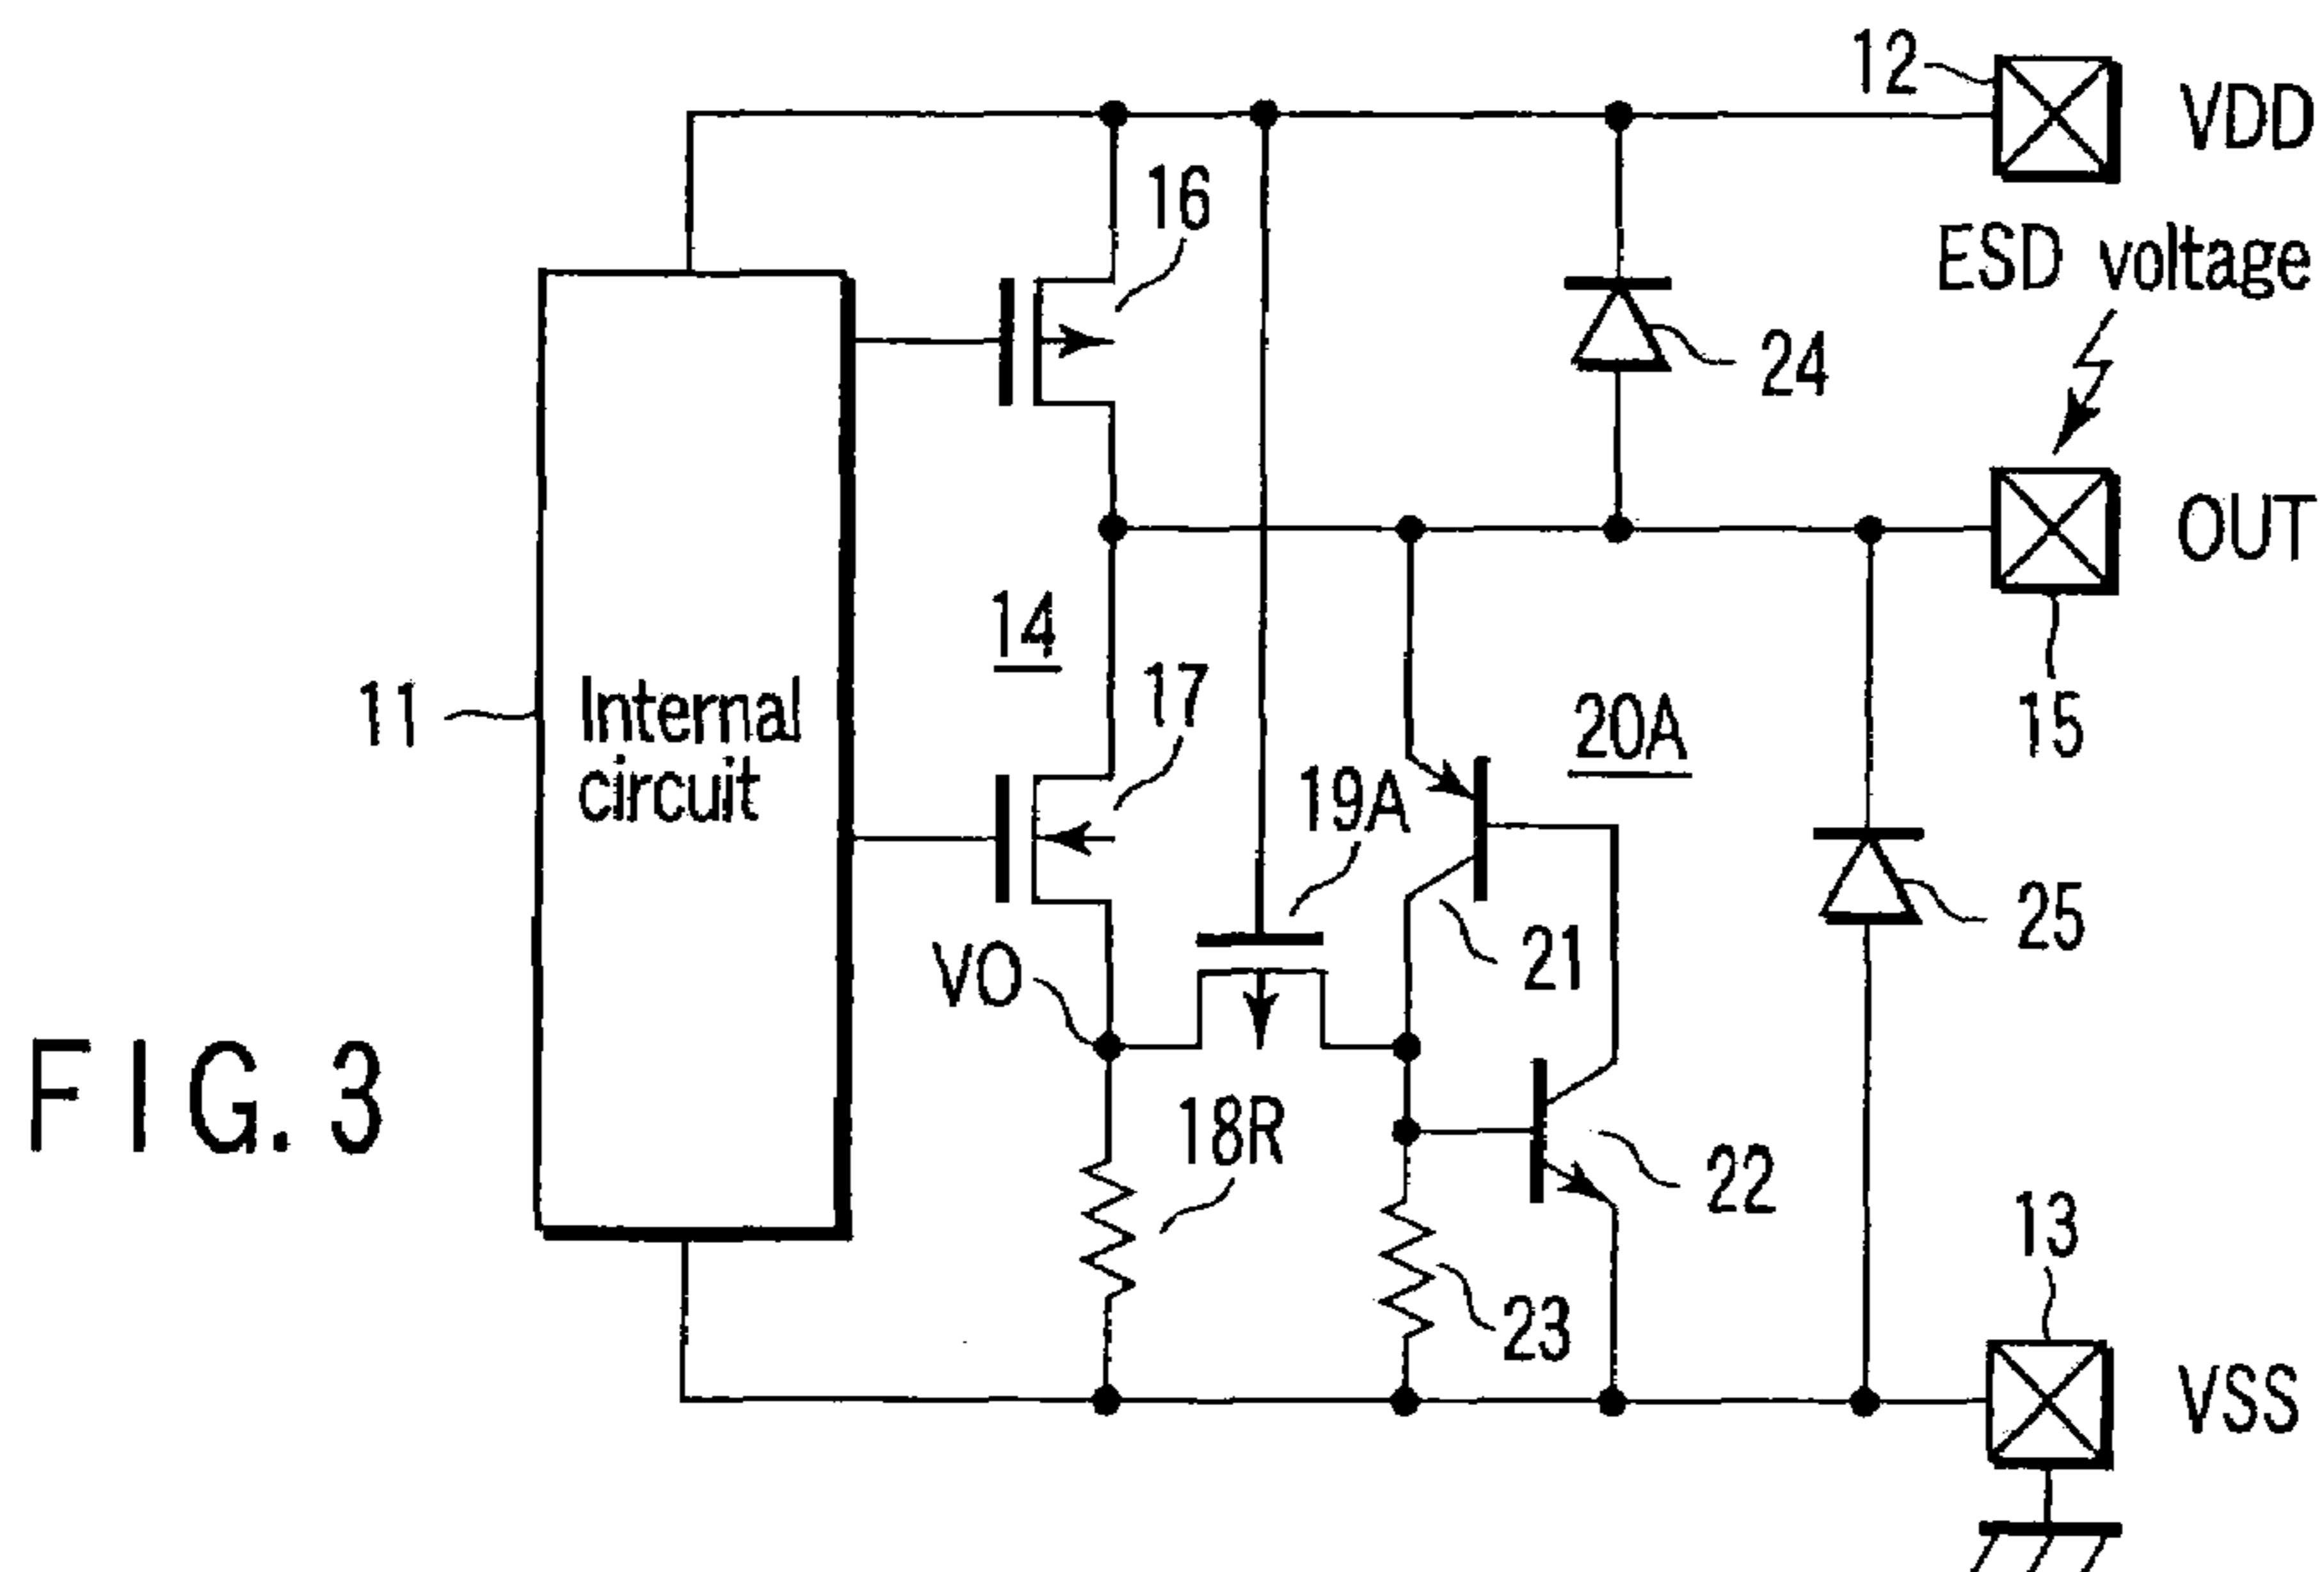 12
VDD
16
ESD voltage
24
OUT
14
17
15
11
Internal
circuit
20A
19A
25
21
VO
FIG. 3
18R
22
13
23
VSS